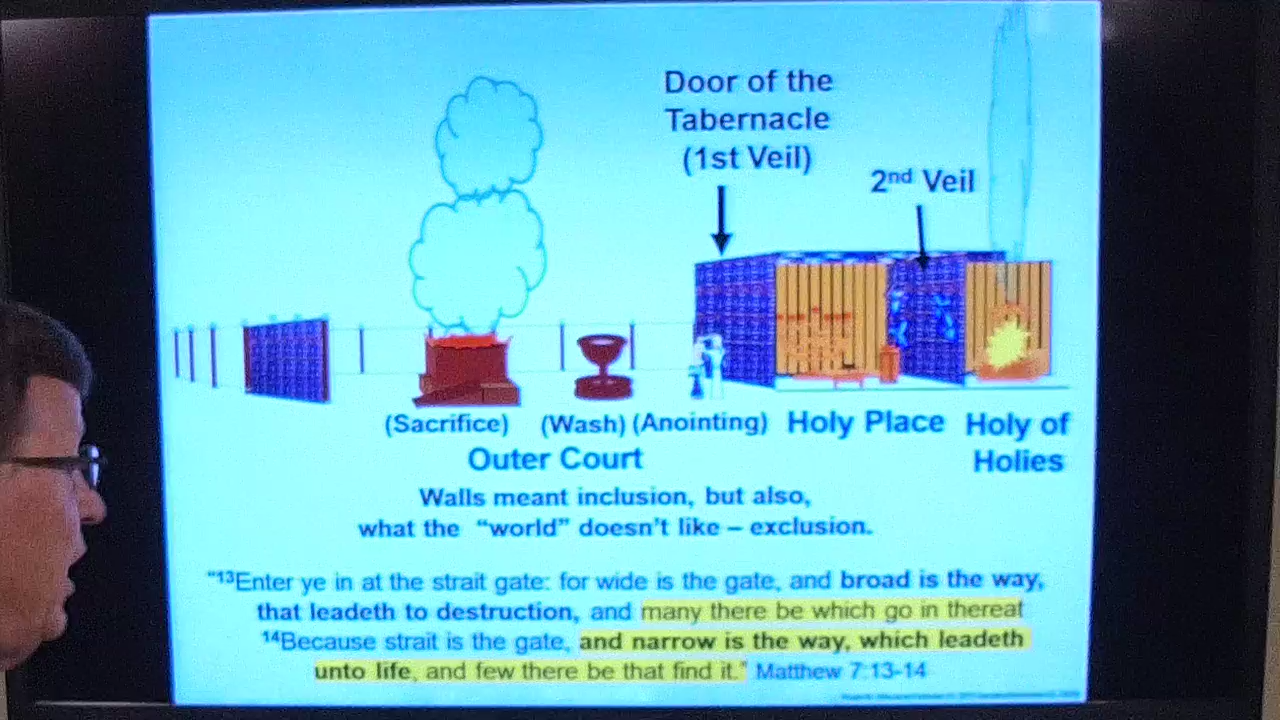 Door of the
Tabernacle
(1st Veil)
2nd Veil
(Sacrifice) (Wash) (Anointing) Holy Place Holy of
Outer Court Holies
Walls meant inclusion, but also,
what the “world” doesn’t like – exclusion.
“13Enter ye in at the strait gate: for wide is the gate, and broad is the way,
that leadeth to destruction, and many there be which go in thereat
14Because strait is the gate, and narrow is the way, which leadeth
unto life, and few there be that find it.” Matthew 7:13-14